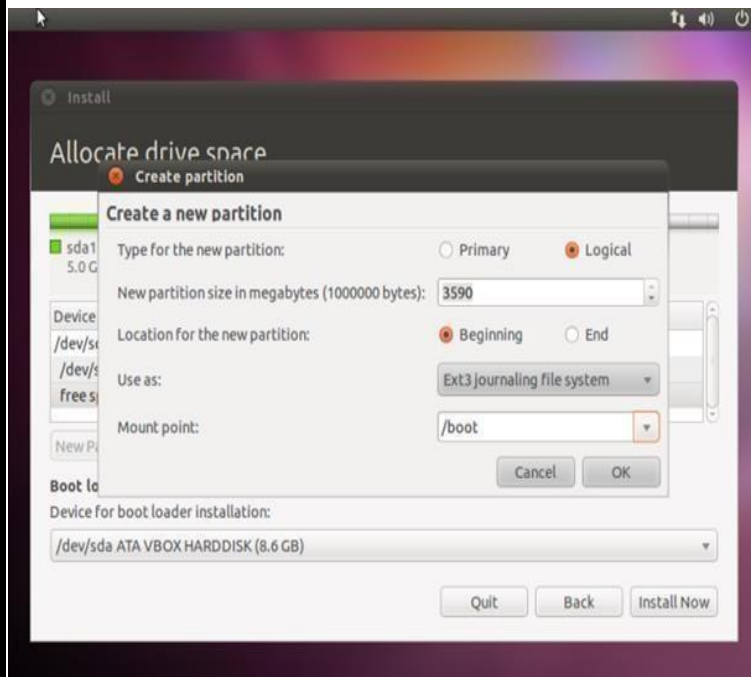 Install
Allocate drive space
Create partition
Create a new partition
Type for the new partition: Primary Logical
New partition size in megabytes (1000000 bytes): 3590
Location for the new partition: Beginning End
Use as: Ext3 journaling file system
Mount point: /boot
Cancel OK
sda1
5.0 G
Device
/dev/s
/dev/s
free s
New P
Boot lo
Device for boot loader installation:
/dev/sda ATA VBOX HARDDISK (8.6 GB)
Quit Back Install Now